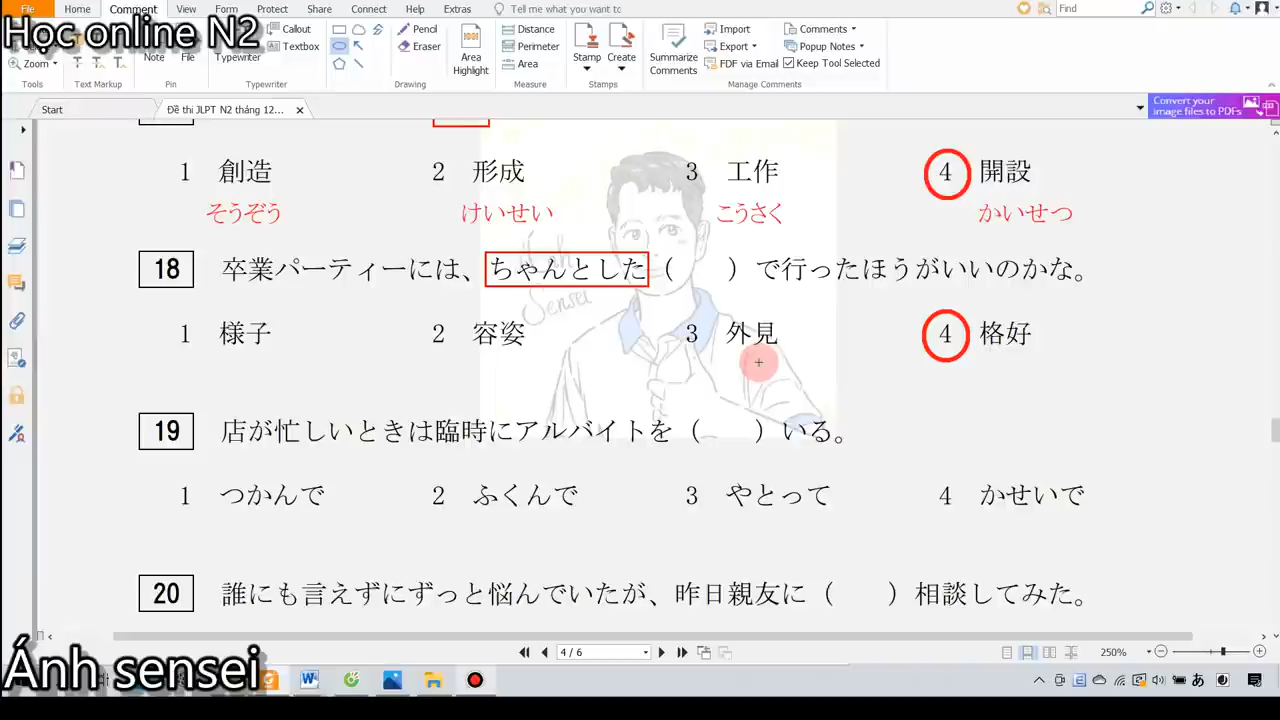 File Home Comment View Form Protect Share Connect Help Extras Tell me what you want to Find
Học online N2
Callout Pencil Distance Import Comments
Textbox Eraser Perimeter Export Popup Notes
Zoom Note File Typewriter Area Highlight Area Stamp Create Summarize Comments FDF via Email Keep Tool Selected
Tools Text Markup Pin Typewriter Drawing Measure Stamps Manage Comments
Start Đề thi JLPT N2 tháng 12... Convert your image files to PDFs
1 創造 2 形成 3 工作 4 開設
そうぞう けいせい こうさく かいせつ
18 卒業パーティーには、ちゃんとした（　　）で行ったほうがいいのかな。
Sensei
1 様子 2 容姿 3 外見 4 格好
19 店が忙しいときは臨時にアルバイトを（　　）いる。
1 つかんで 2 ふくんで 3 やとって 4 かせいで
20 誰にも言えずにずっと悩んでいたが、昨日親友に（　　）相談してみた。
4 / 6 250%
Ánh sensei
あ